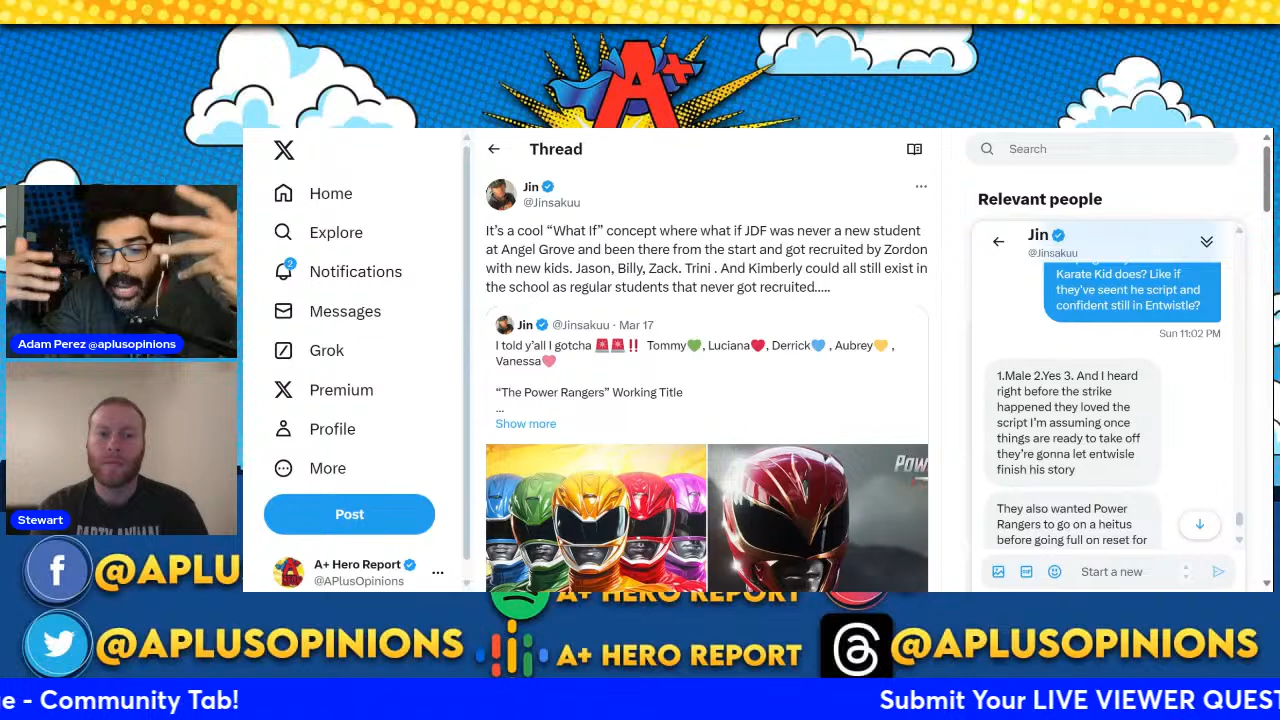 A+
Home
Explore
2
Notifications
Messages
Grok
Premium
Profile
More
Post
A+ Hero Report
@APlusOpinions
Thread
Jin
@Jinsakuu
It's a cool “What If” concept where what if JDF was never a new student
at Angel Grove and been there from the start and got recruited by Zordon
with new kids. Jason, Billy, Zack. Trini . And Kimberly could all still exist in
the school as regular students that never got recruited.....
Jin @Jinsakuu · Mar 17
I told y’all I gotcha 🚨🚨‼️ Tommy💚, Luciana❤️, Derrick💙 , Aubrey💛 ,
Vanessa🩷
“The Power Rangers” Working Title
...
Show more
Search
Relevant people
Jin
@Jinsakuu
Karate Kid does? Like if
they've seent he script and
confident still in Entwistle?
Sun 11:02 PM
1.Male 2.Yes 3. And I heard
right before the strike
happened they loved the
script I'm assuming once
things are ready to take off
they're gonna let entwisle
finish his story
They also wanted Power
Rangers to go on a heitus
before going full on reset for
Start a new
Adam Perez @aplusopinions
Stewart
@APLU
A+ HERO REPORT
@APLUSOPINIONS
A+ HERO REPORT
@APLUSOPINIONS
e - Community Tab!
Submit Your LIVE VIEWER QUEST